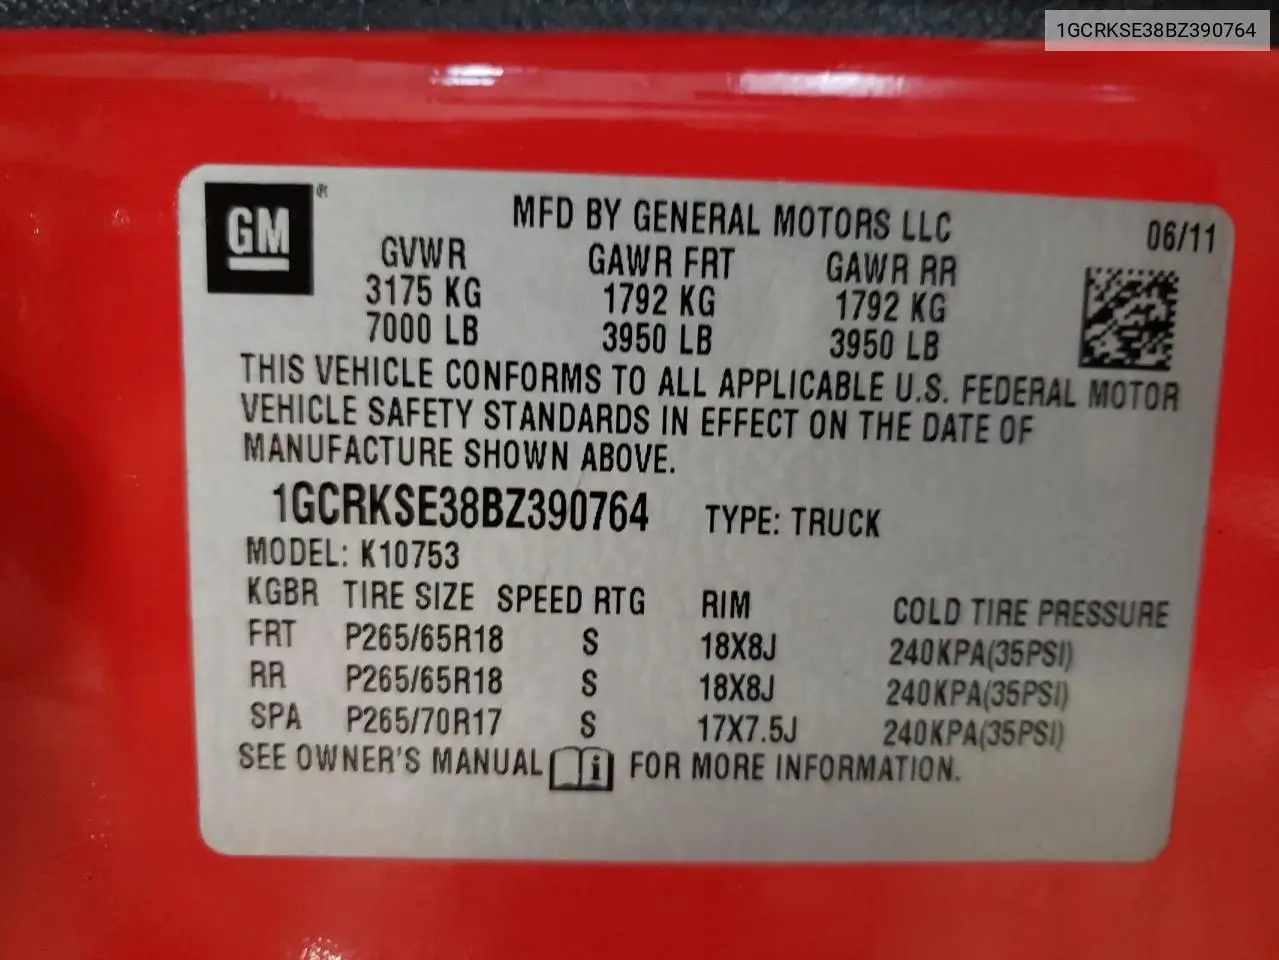 1GCRKSE38BZ390764
GM®
MFD BY GENERAL MOTORS LLC
06/11
GVWR GAWR FRT GAWR RR
3175 KG 1792 KG 1792 KG
7000 LB 3950 LB 3950 LB
THIS VEHICLE CONFORMS TO ALL APPLICABLE U.S. FEDERAL MOTOR
VEHICLE SAFETY STANDARDS IN EFFECT ON THE DATE OF
MANUFACTURE SHOWN ABOVE.
1GCRKSE38BZ390764 TYPE: TRUCK
MODEL: K10753
KGBR TIRE SIZE SPEED RTG RIM COLD TIRE PRESSURE
FRT P265/65R18 S 18X8J 240KPA(35PSI)
RR P265/65R18 S 18X8J 240KPA(35PSI)
SPA P265/70R17 S 17X7.5J 240KPA(35PSI)
SEE OWNER'S MANUAL i FOR MORE INFORMATION.